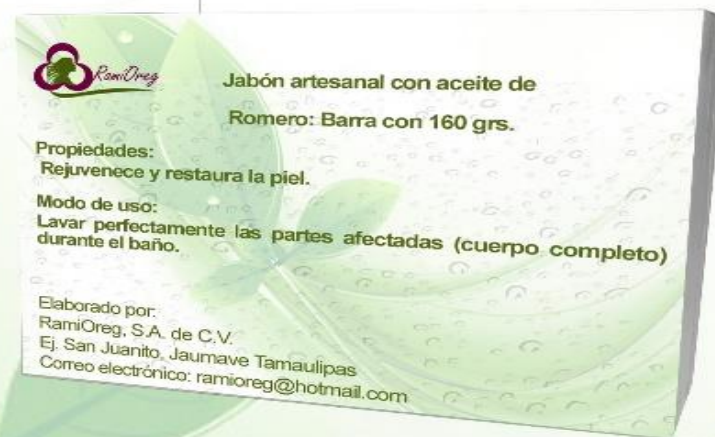 RamiOreg
Jabón artesanal con aceite de
Romero: Barra con 160 grs.
Propiedades:
Rejuvenece y restaura la piel.
Modo de uso:
Lavar perfectamente las partes afectadas (cuerpo completo)
durante el baño.
Elaborado por:
RamiOreg, S.A. de C.V.
Ej. San Juanito, Jaumave Tamaulipas
Correo electrónico: ramioreg@hotmail.com